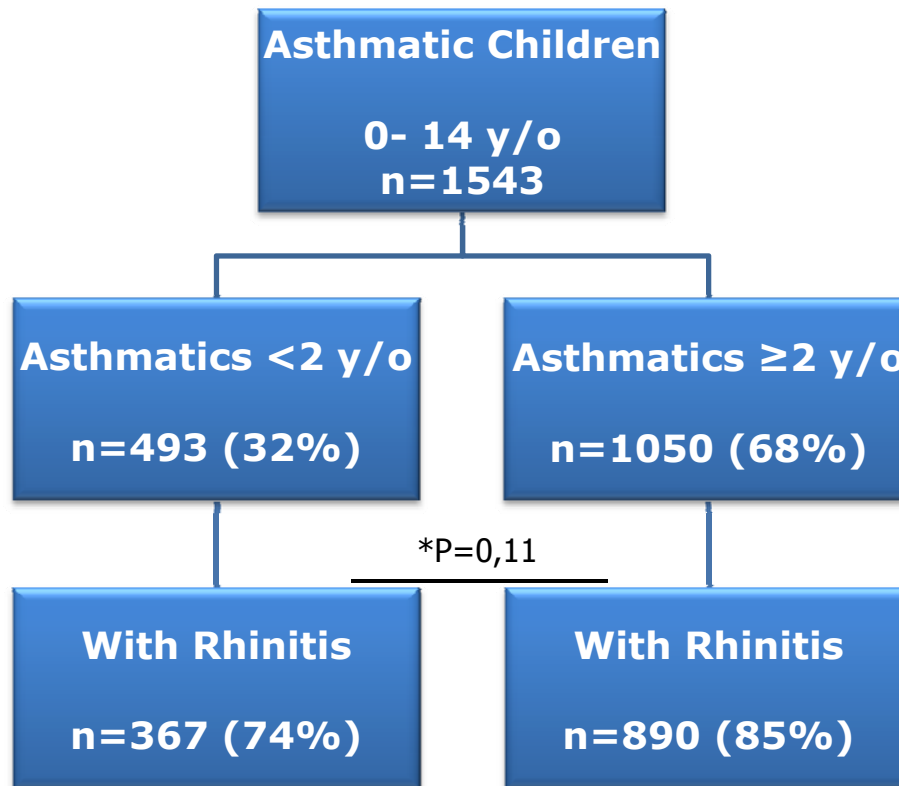 Asthmatic Children
0- 14 y/o
n=1543
Asthmatics <2 y/o
n=493 (32%)
Asthmatics ≥2 y/o
n=1050 (68%)
*P=0,11
With Rhinitis
n=367 (74%)
With Rhinitis
n=890 (85%)